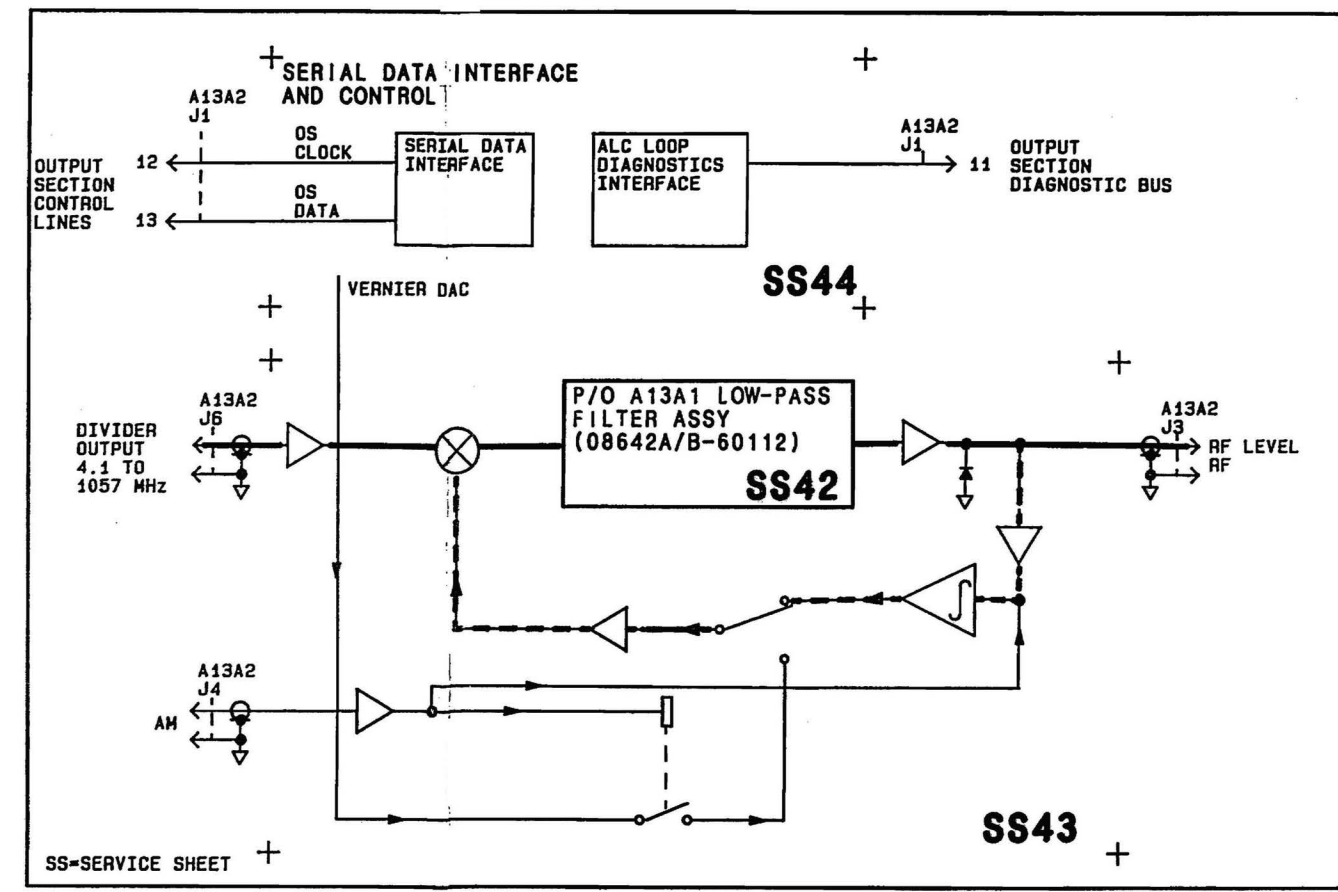 SERIAL DATA INTERFACE
AND CONTROL
A13A2
J1
OS
CLOCK
OS
DATA
OUTPUT
SECTION
CONTROL
LINES
12
13
SERIAL DATA
INTERFACE
ALC LOOP
DIAGNOSTICS
INTERFACE
A13A2
J1
11
OUTPUT
SECTION
DIAGNOSTIC BUS
SS44
VERNIER DAC
A13A2
J6
DIVIDER
OUTPUT
4.1 TO
1057 MHz
P/O A13A1 LOW-PASS
FILTER ASSY
(08642A/B-60112)
SS42
A13A2
J3
RF LEVEL
RF
A13A2
J4
AM
SS43
SS=SERVICE SHEET